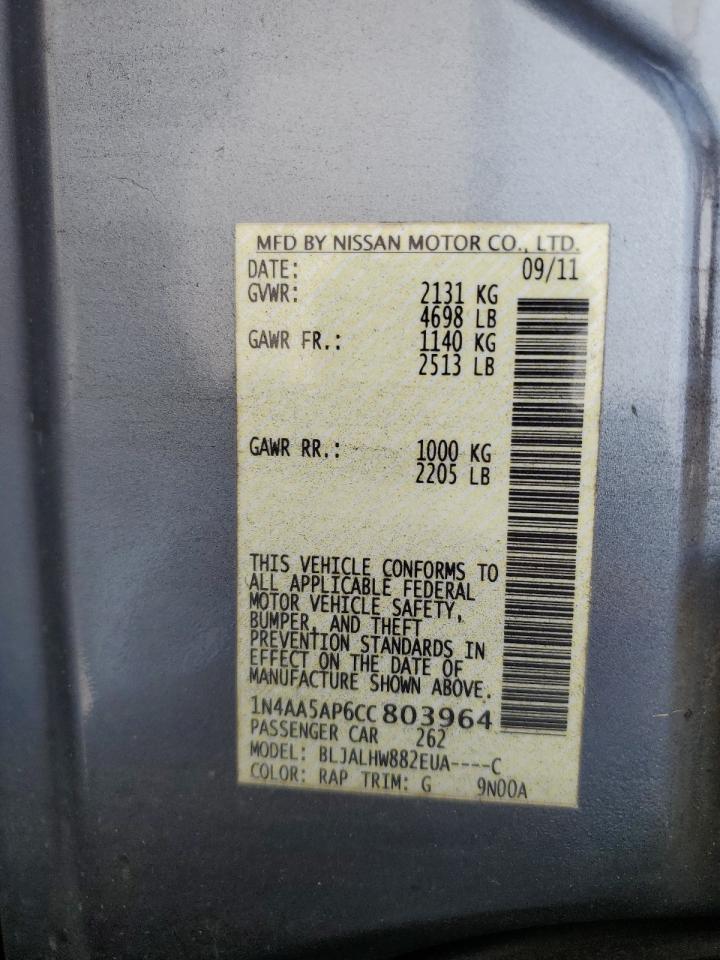 MFD BY NISSAN MOTOR CO., LTD.
DATE: 09/11
GVWR: 2131 KG
4698 LB
GAWR FR.: 1140 KG
2513 LB
GAWR RR.: 1000 KG
2205 LB
THIS VEHICLE CONFORMS TO
ALL APPLICABLE FEDERAL
MOTOR VEHICLE SAFETY,
BUMPER, AND THEFT
PREVENTION STANDARDS IN
EFFECT ON THE DATE OF
MANUFACTURE SHOWN ABOVE.
1N4AA5AP6CC803964
PASSENGER CAR 262
MODEL: BLJALHW882EUA----C
COLOR: RAP TRIM: G 9N00A